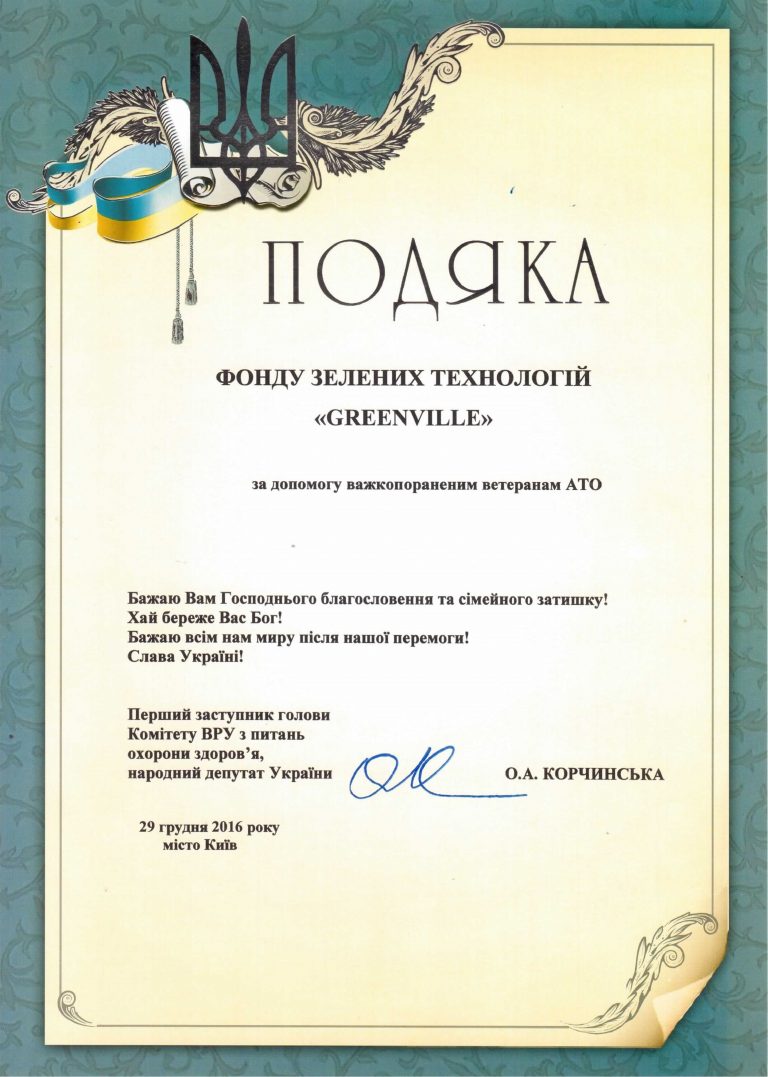 ПОДЯКА
ФОНДУ ЗЕЛЕНИХ ТЕХНОЛОГІЙ
«GREENVILLE»
за допомогу важкопораненим ветеранам АТО
Бажаю Вам Господнього благословення та сімейного затишку!
Хай береже Вас Бог!
Бажаю всім нам миру після нашої перемоги!
Слава Україні!
Перший заступник голови
Комітету ВРУ з питань
охорони здоров’я,
народний депутат України О.А. КОРЧИНСЬКА
29 грудня 2016 року
місто Київ